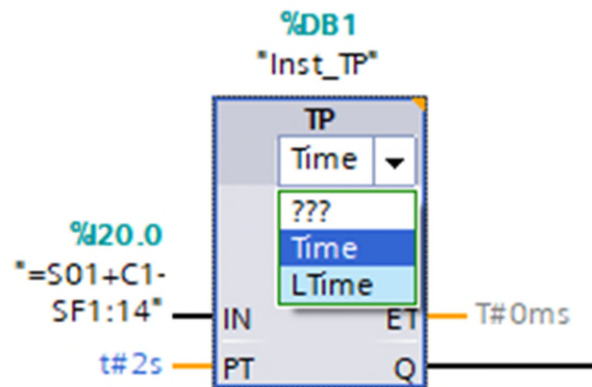 %DB1
"Inst_TP"
TP
Time
???
Time
LTime
%I20.0
"=S01+C1-
SF1:14"
IN
ET
T#0ms
t#2s
PT
Q